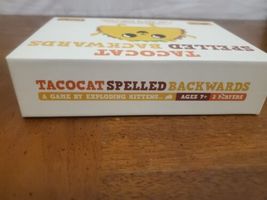 TACOCAT
SPELLED
BACKWARDS
TACOCAT SPELLED BACKWARDS
A GAME BY EXPLODING KITTENS AGES 7+ 2 PLAYERS